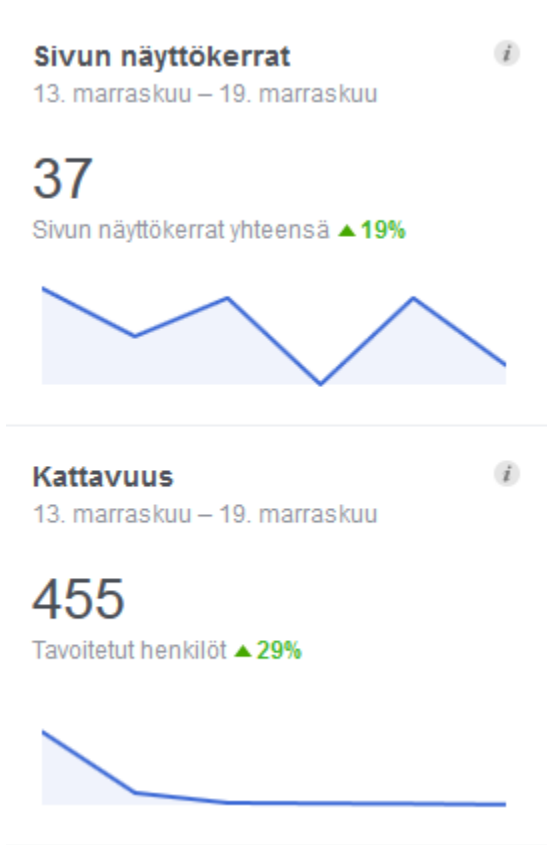 Sivun näyttökerrat
13. marraskuu – 19. marraskuu
37
Sivun näyttökerrat yhteensä ▲ 19%
Kattavuus
13. marraskuu – 19. marraskuu
455
Tavoitetut henkilöt ▲ 29%